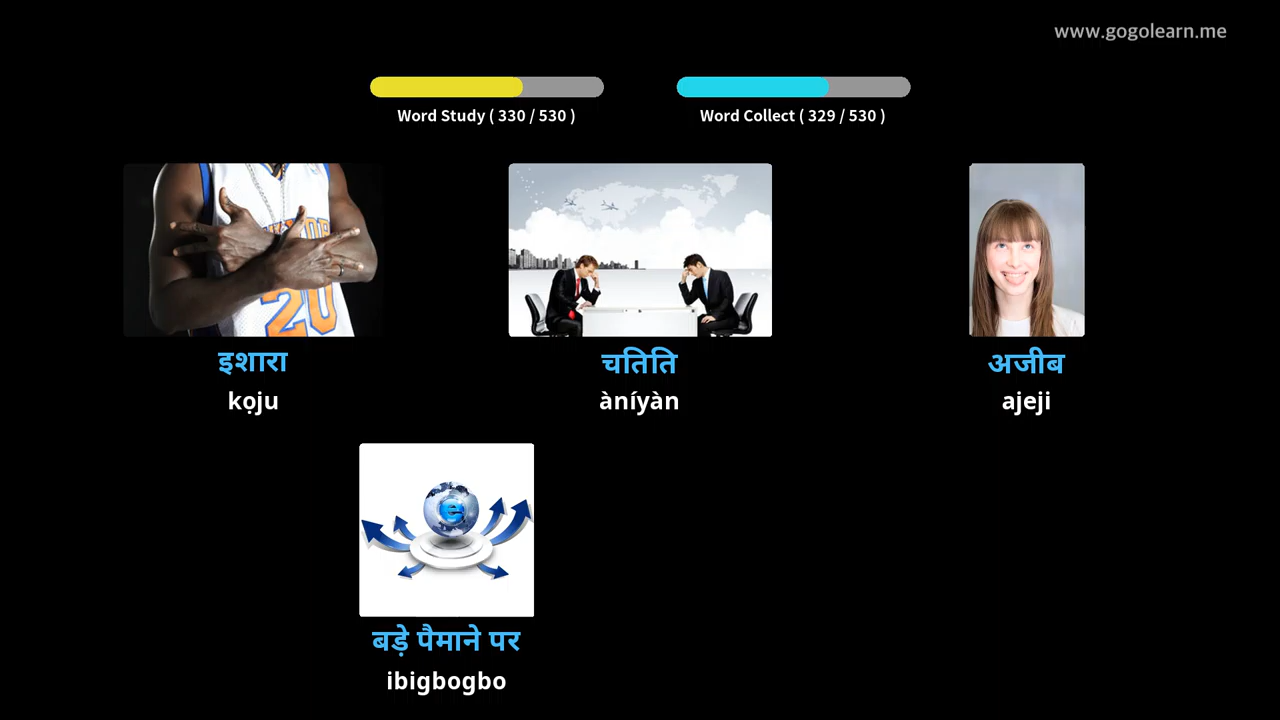 www.gogolearn.me
Word Study ( 330 / 530 )
Word Collect ( 329 / 530 )
20
इशारा
चतिति
अजीब
kọju
àníyàn
ajeji
e
बड़े पैमाने पर
ibigbogbo